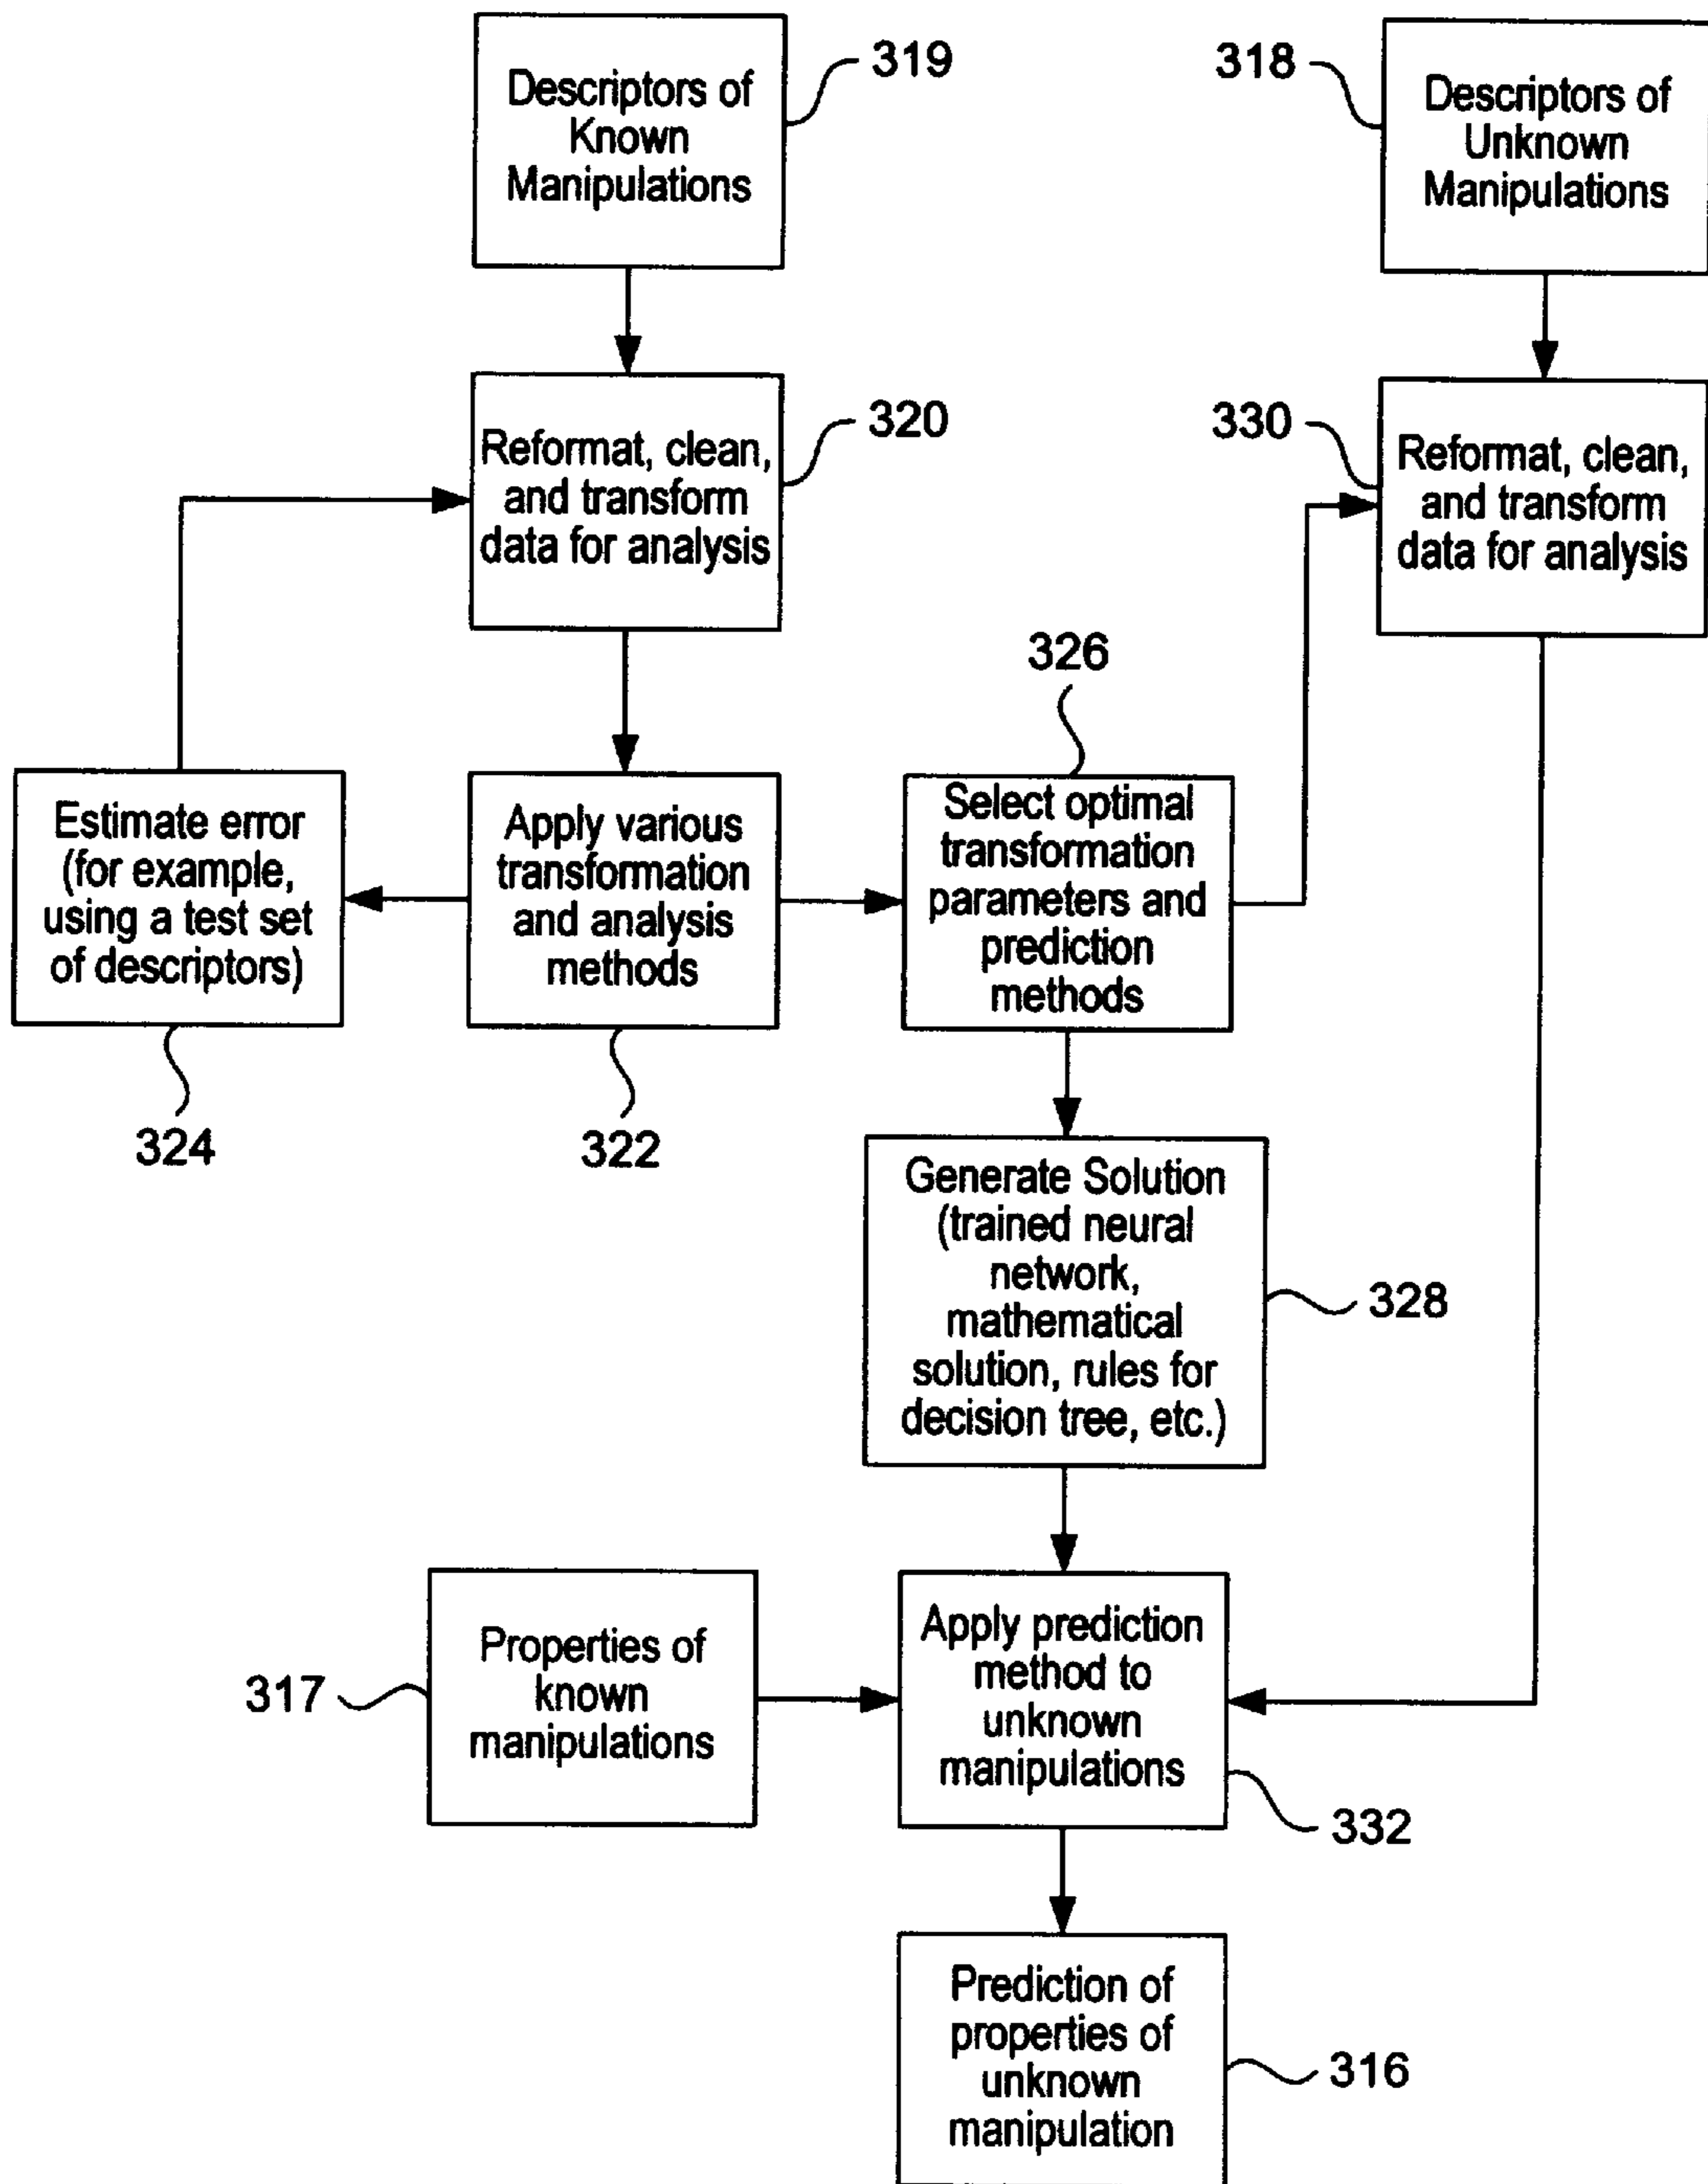 Descriptors of
Known
Manipulations
319
318
Descriptors of
Unknown
Manipulations
Reformat, clean,
and transform
data for analysis
320
330
Reformat, clean,
and transform
data for analysis
326
Estimate error
(for example,
using a test set
of descriptors)
324
Apply various
transformation
and analysis
methods
322
Select optimal
transformation
parameters and
prediction
methods
Generate Solution
(trained neural
network,
mathematical
solution, rules for
decision tree, etc.)
328
317
Properties of
known
manipulations
Apply prediction
method to
unknown
manipulations
332
Prediction of
properties of
unknown
manipulation
316